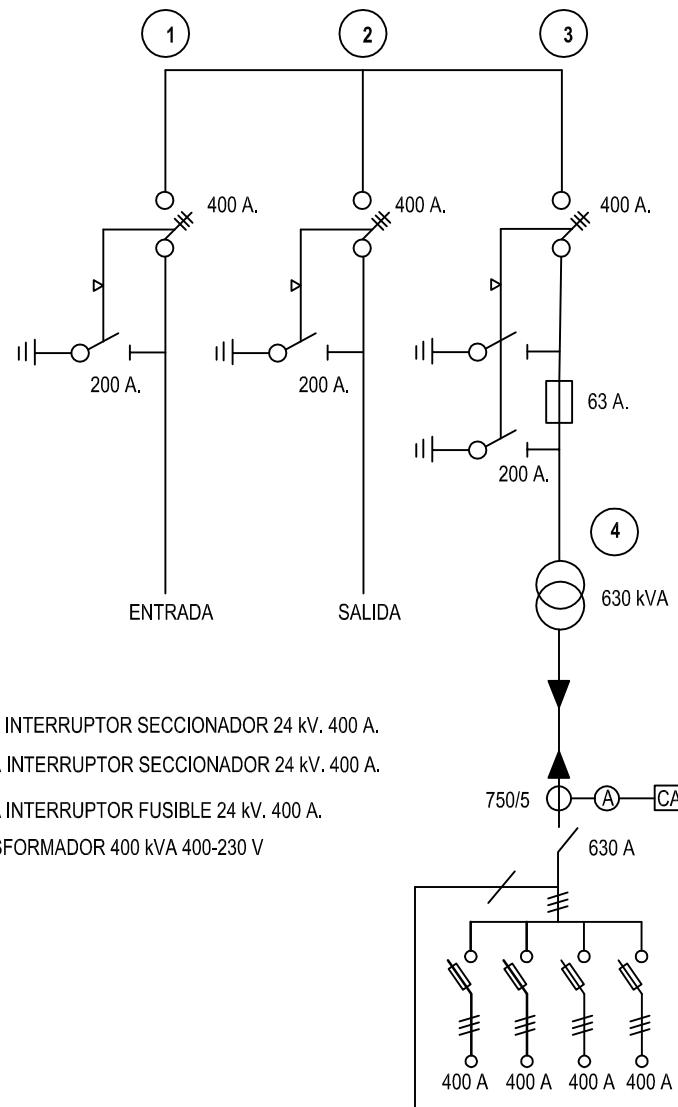 1
2
3
400 A.
400 A.
400 A.
200 A.
200 A.
63 A.
200 A.
4
ENTRADA
SALIDA
630 kVA
INTERRUPTOR SECCIONADOR 24 kV. 400 A.
INTERRUPTOR SECCIONADOR 24 kV. 400 A.
INTERRUPTOR FUSIBLE 24 kV. 400 A.
SFORMADOR 400 kVA 400-230 V
750/5
A
CA
630 A
400 A
400 A
400 A
400 A